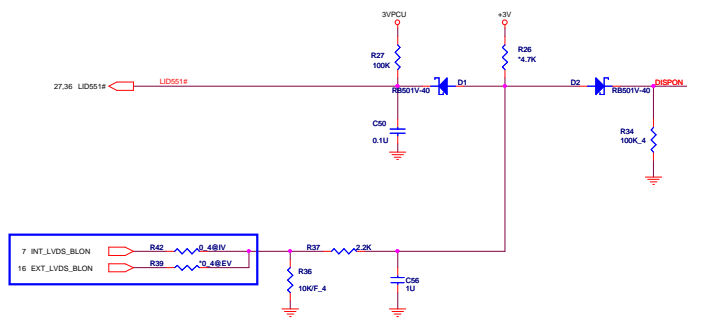 3VPCU
+3V
R27
100K
R26
*4.7K
27,36 LID551#
LID551#
RB501V-40
D1
D2
RB501V-40
DISPON
C50
0.1U
R34
100K_4
7 INT_LVDS_BLON
R42
0_4@IV
R37
2.2K
16 EXT_LVDS_BLON
R39
*0_4@EV
R36
10K/F_4
C56
1U